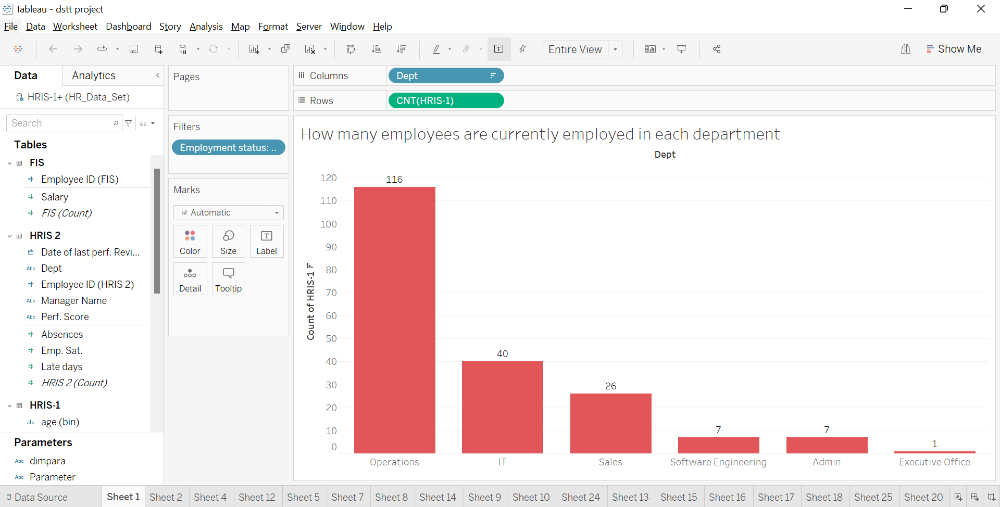 Tableau - dstt project
File Data Worksheet Dashboard Story Analysis Map Format Server Window Help
Entire View
Show Me
Data
Analytics
HRIS-1+ (HR_Data_Set)
Search
Tables
FIS
# Employee ID (FIS)
# Salary
# FIS (Count)
HRIS 2
Date of last perf. Revi...
Abc Dept
# Employee ID (HRIS 2)
Abc Manager Name
Abc Perf. Score
# Absences
# Emp. Sat.
# Late days
# HRIS 2 (Count)
HRIS-1
age (bin)
Parameters
Abc dimpara
Abc Parameter
Pages
Filters
Employment status: ..
Marks
Automatic
Color
Size
T
Label
Detail
Tooltip
Columns
Dept
Rows
CNT(HRIS-1)
How many employees are currently employed in each department
Dept
Count of HRIS-1
120
110
100
90
80
70
60
50
40
30
20
10
0
116
40
26
7
7
1
Operations
IT
Sales
Software Engineering
Admin
Executive Office
Data Source
Sheet 1
Sheet 2
Sheet 4
Sheet 12
Sheet 5
Sheet 7
Sheet 8
Sheet 14
Sheet 9
Sheet 10
Sheet 24
Sheet 13
Sheet 15
Sheet 16
Sheet 17
Sheet 18
Sheet 25
Sheet 20